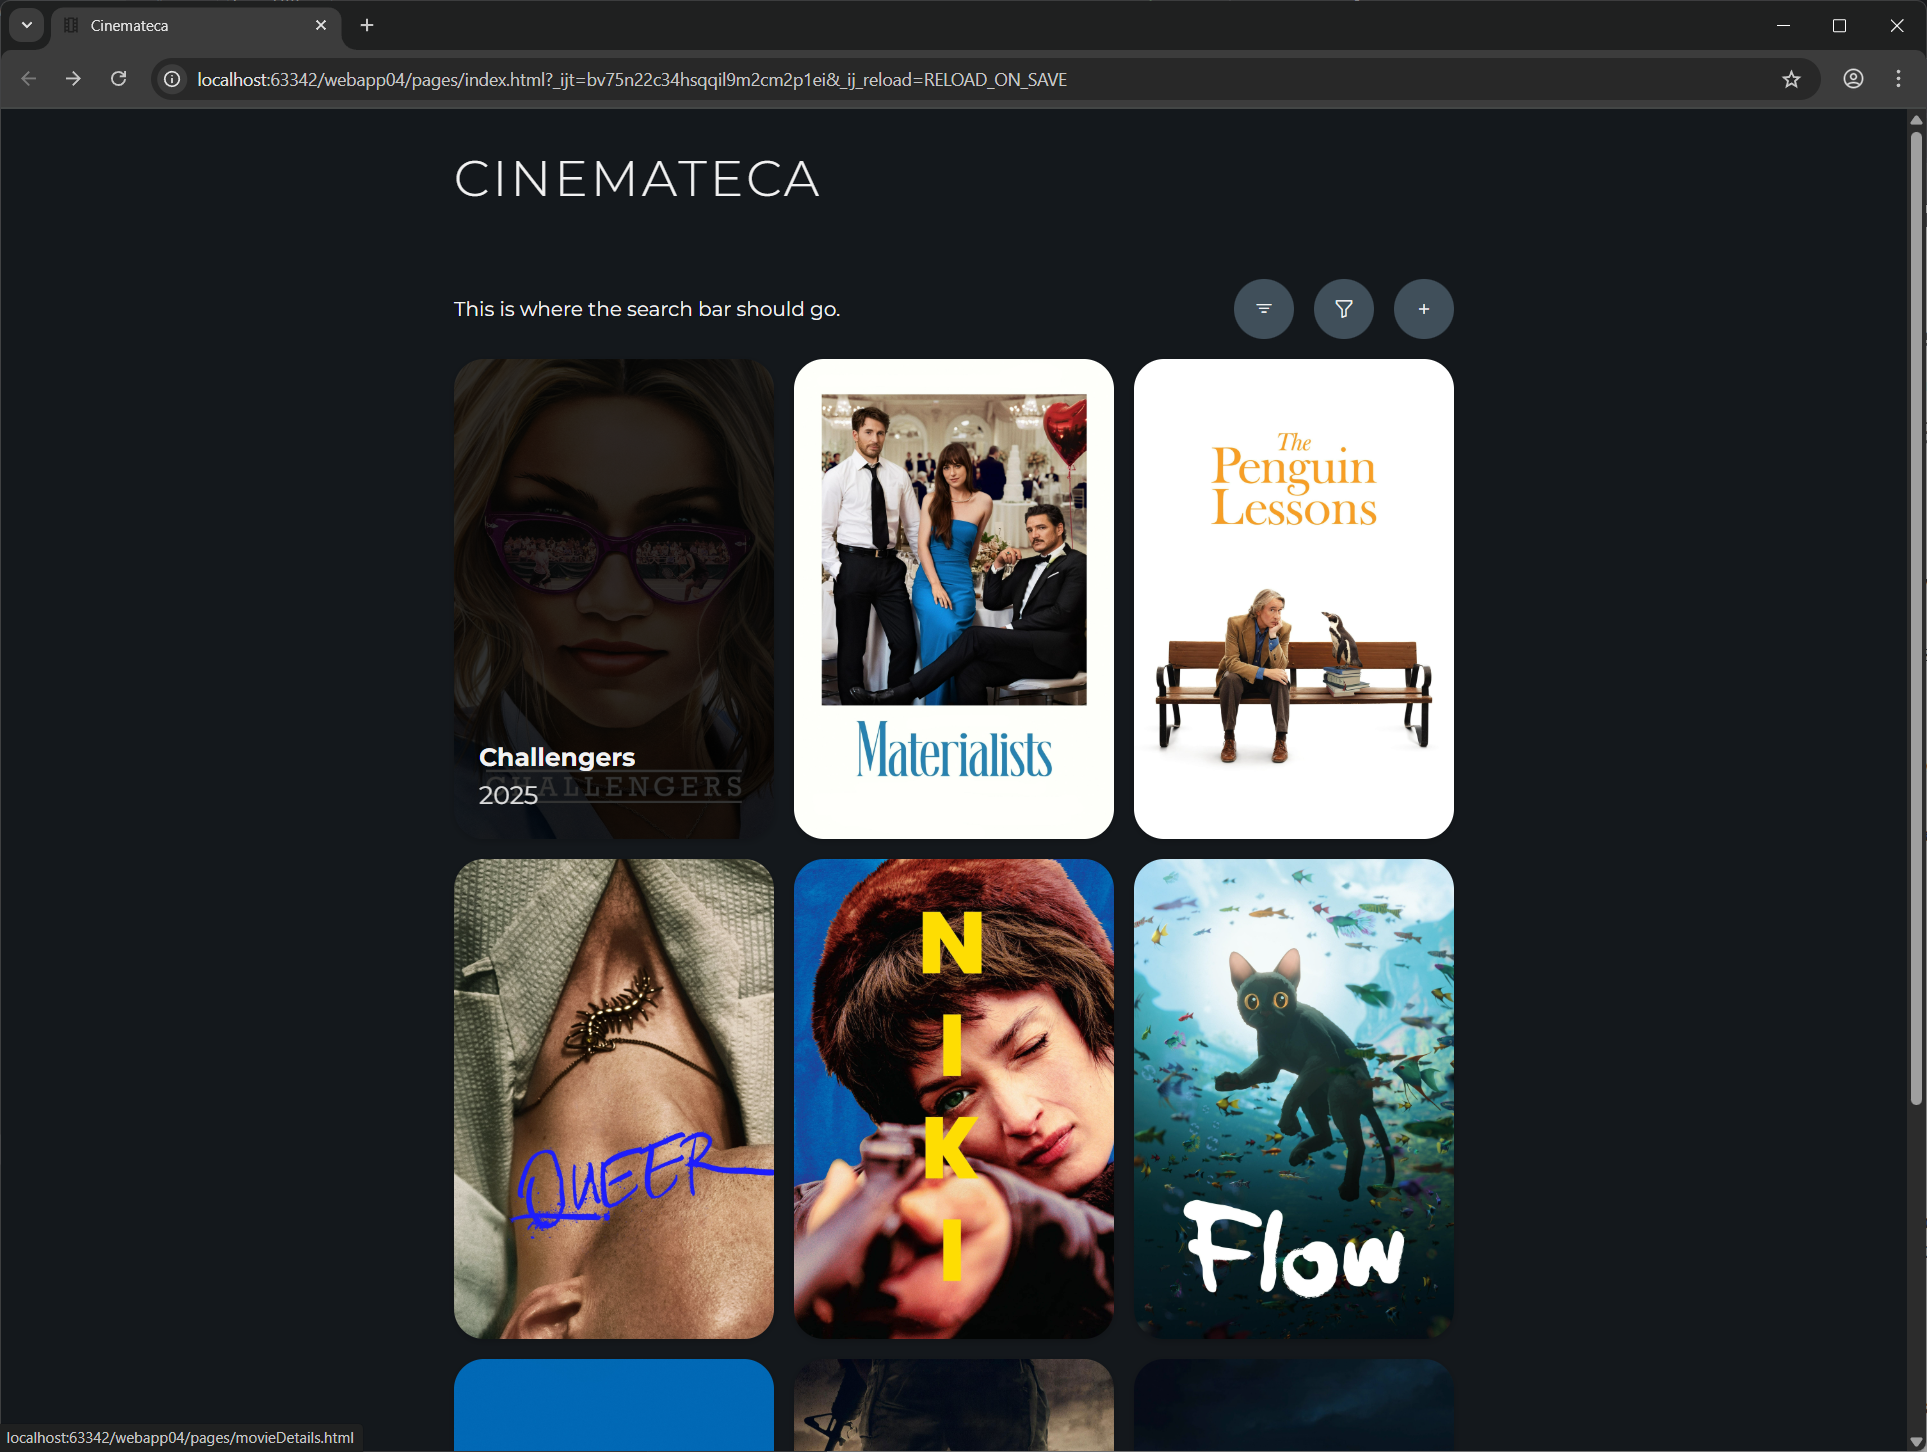 Cinemateca
localhost:63342/webapp04/pages/index.html?_ijt=bv75n22c34hsqqil9m2cm2p1ei&_ij_reload=RELOAD_ON_SAVE
CINEMATECA
This is where the search bar should go.
Challengers
CHALLENGERS
2025
Materialists
The
Penguin
Lessons
QUEER
N
I
K
I
Flow
localhost:63342/webapp04/pages/movieDetails.html